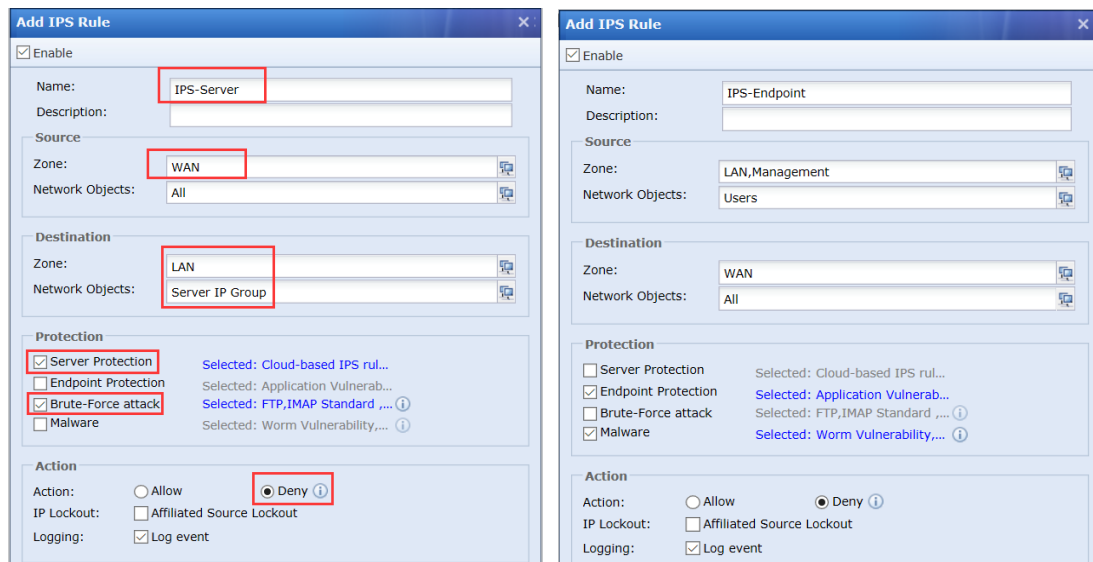 Add IPS Rule
Enable
Name: IPS-Server
Description:
Source
Zone: WAN
Network Objects: All
Destination
Zone: LAN
Network Objects: Server IP Group
Protection
Server Protection Selected: Cloud-based IPS rul...
Endpoint Protection Selected: Application Vulnerab...
Brute-Force attack Selected: FTP,IMAP Standard ,...
Malware Selected: Worm Vulnerability,...
Action
Action: Allow Deny
IP Lockout: Affiliated Source Lockout
Logging: Log event
Add IPS Rule
Enable
Name: IPS-Endpoint
Description:
Source
Zone: LAN,Management
Network Objects: Users
Destination
Zone: WAN
Network Objects: All
Protection
Server Protection Selected: Cloud-based IPS rul...
Endpoint Protection Selected: Application Vulnerab...
Brute-Force attack Selected: FTP,IMAP Standard ,...
Malware Selected: Worm Vulnerability,...
Action
Action: Allow Deny
IP Lockout: Affiliated Source Lockout
Logging: Log event